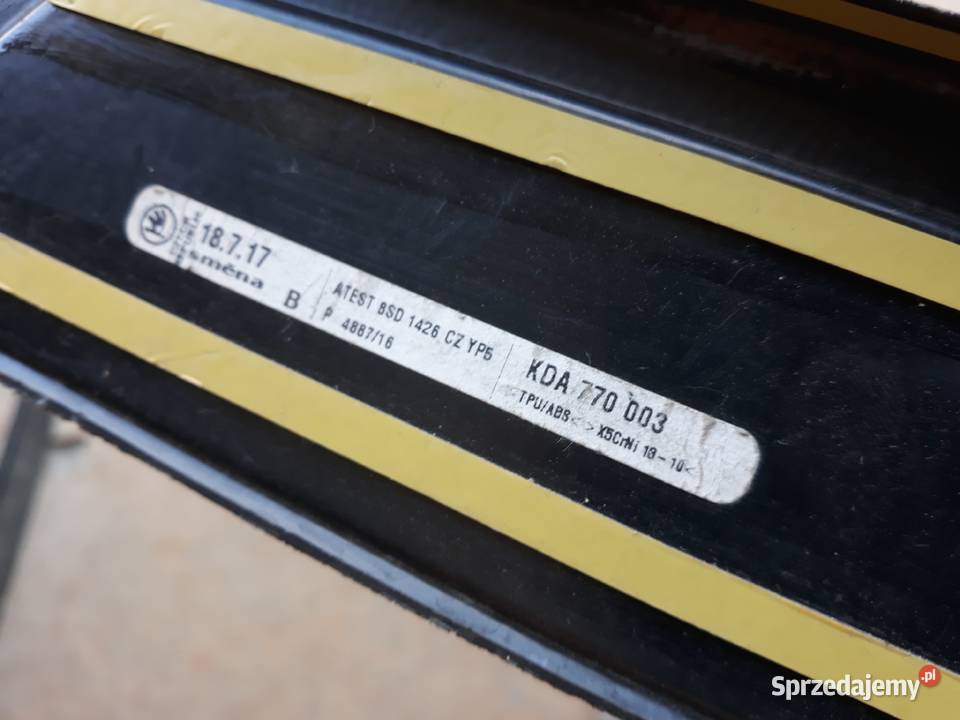 18.7.17
směna B
ATEST 8SD 1426 CZ YP5
P 4887/16
KDA 770 003
TPU/ABS< >X5CrNi 18-10<
Sprzedajemy.pl